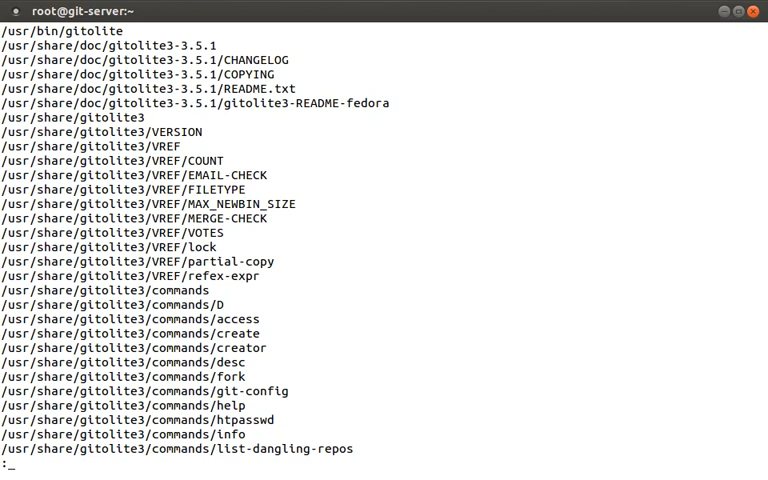 root@git-server:~
/usr/bin/gitolite
/usr/share/doc/gitolite3-3.5.1
/usr/share/doc/gitolite3-3.5.1/CHANGELOG
/usr/share/doc/gitolite3-3.5.1/COPYING
/usr/share/doc/gitolite3-3.5.1/README.txt
/usr/share/doc/gitolite3-3.5.1/gitolite3-README-fedora
/usr/share/gitolite3
/usr/share/gitolite3/VERSION
/usr/share/gitolite3/VREF
/usr/share/gitolite3/VREF/COUNT
/usr/share/gitolite3/VREF/EMAIL-CHECK
/usr/share/gitolite3/VREF/FILETYPE
/usr/share/gitolite3/VREF/MAX_NEWBIN_SIZE
/usr/share/gitolite3/VREF/MERGE-CHECK
/usr/share/gitolite3/VREF/VOTES
/usr/share/gitolite3/VREF/lock
/usr/share/gitolite3/VREF/partial-copy
/usr/share/gitolite3/VREF/refex-expr
/usr/share/gitolite3/commands
/usr/share/gitolite3/commands/D
/usr/share/gitolite3/commands/access
/usr/share/gitolite3/commands/create
/usr/share/gitolite3/commands/creator
/usr/share/gitolite3/commands/desc
/usr/share/gitolite3/commands/fork
/usr/share/gitolite3/commands/git-config
/usr/share/gitolite3/commands/help
/usr/share/gitolite3/commands/htpasswd
/usr/share/gitolite3/commands/info
/usr/share/gitolite3/commands/list-dangling-repos
:_